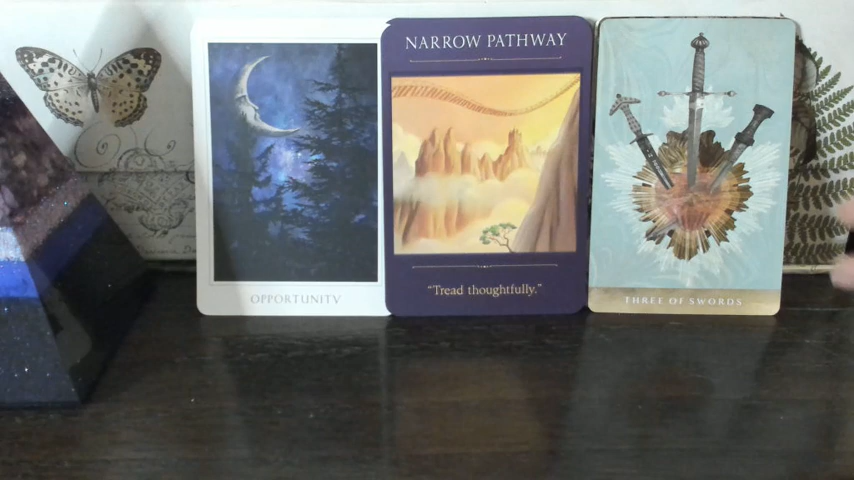 OPPORTUNITY
NARROW PATHWAY
"Tread thoughtfully."
THREE OF SWORDS